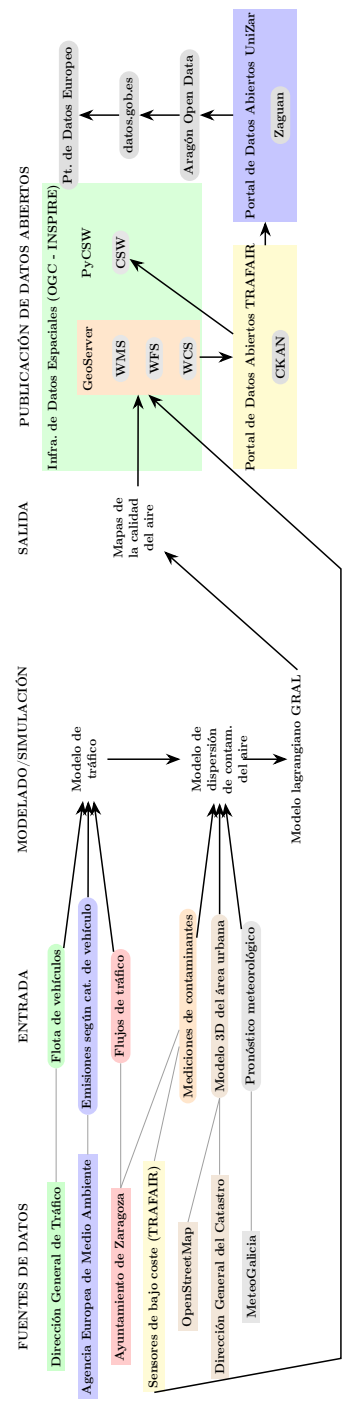 FUENTES DE DATOS
Dirección General de Tráfico
Agencia Europea de Medio Ambiente
Ayuntamiento de Zaragoza
Sensores de bajo coste (TRAFAIR)
OpenStreetMap
Dirección General del Catastro
MeteoGalicia
ENTRADA
Flota de vehículos
Emisiones según cat. de vehículo
Flujos de tráfico
Mediciones de contaminantes
Modelo 3D del área urbana
Pronóstico meteorológico
MODELADO/SIMULACIÓN
Modelo de
tráfico
Modelo de
dispersión
de contam.
del aire
Modelo lagrangiano GRAL
SALIDA
Mapas de
la calidad
del aire
PUBLICACIÓN DE DATOS ABIERTOS
Infra. de Datos Espaciales (OGC - INSPIRE)
GeoServer
WMS
WFS
WCS
PyCSW
CSW
Portal de Datos Abiertos TRAFAIR
CKAN
Pt. de Datos Europeo
datos.gob.es
Aragón Open Data
Portal de Datos Abiertos UniZar
Zaguan